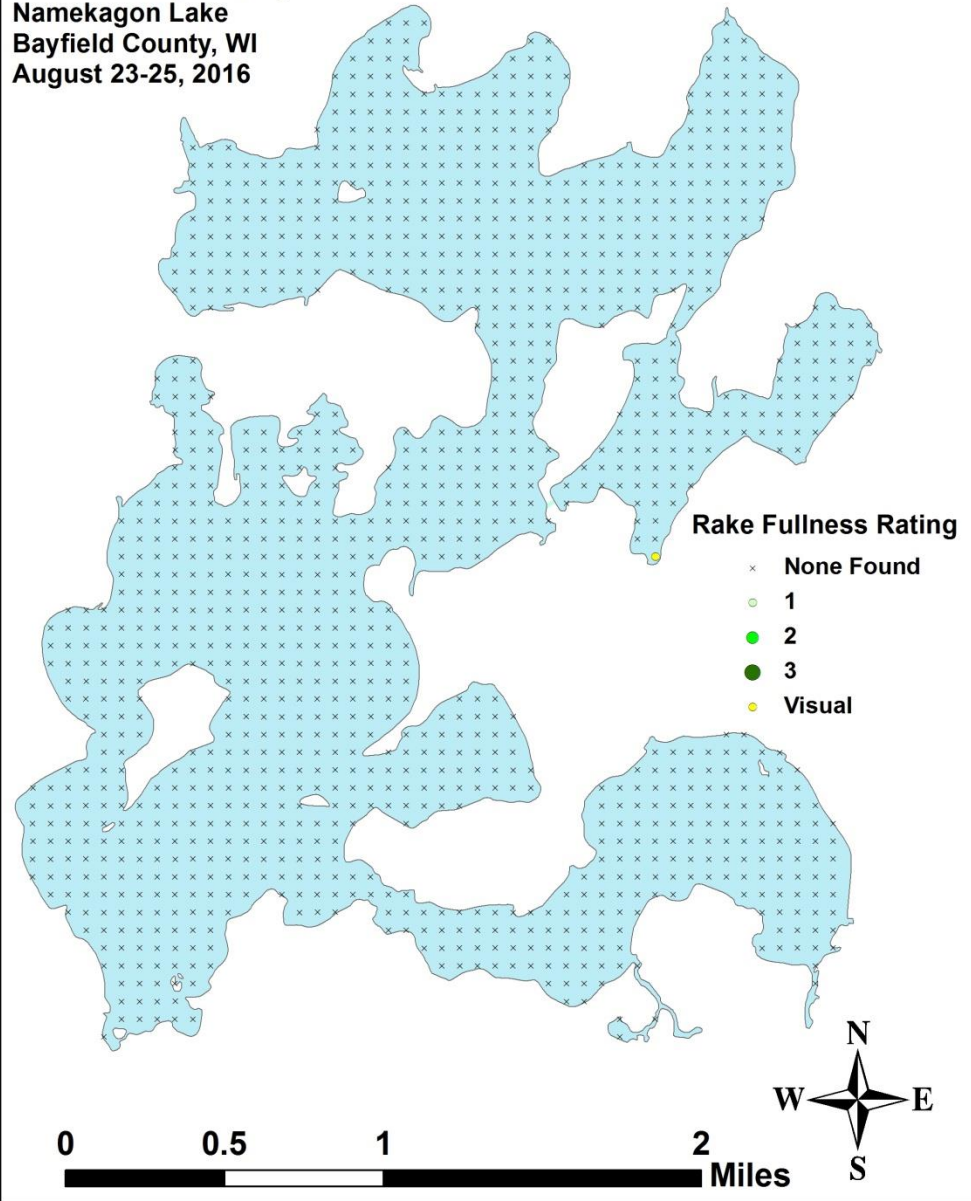 Namekagon Lake
Bayfield County, WI
August 23-25, 2016
Rake Fullness Rating
None Found
1
2
3
Visual
N
W E
S
0 0.5 1 2
Miles